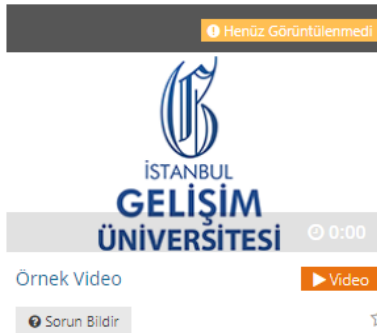 Henüz Görüntülenmedi
İSTANBUL
GELİŞİM
ÜNİVERSİTESİ
0:00
Örnek Video
Video
Sorun Bildir